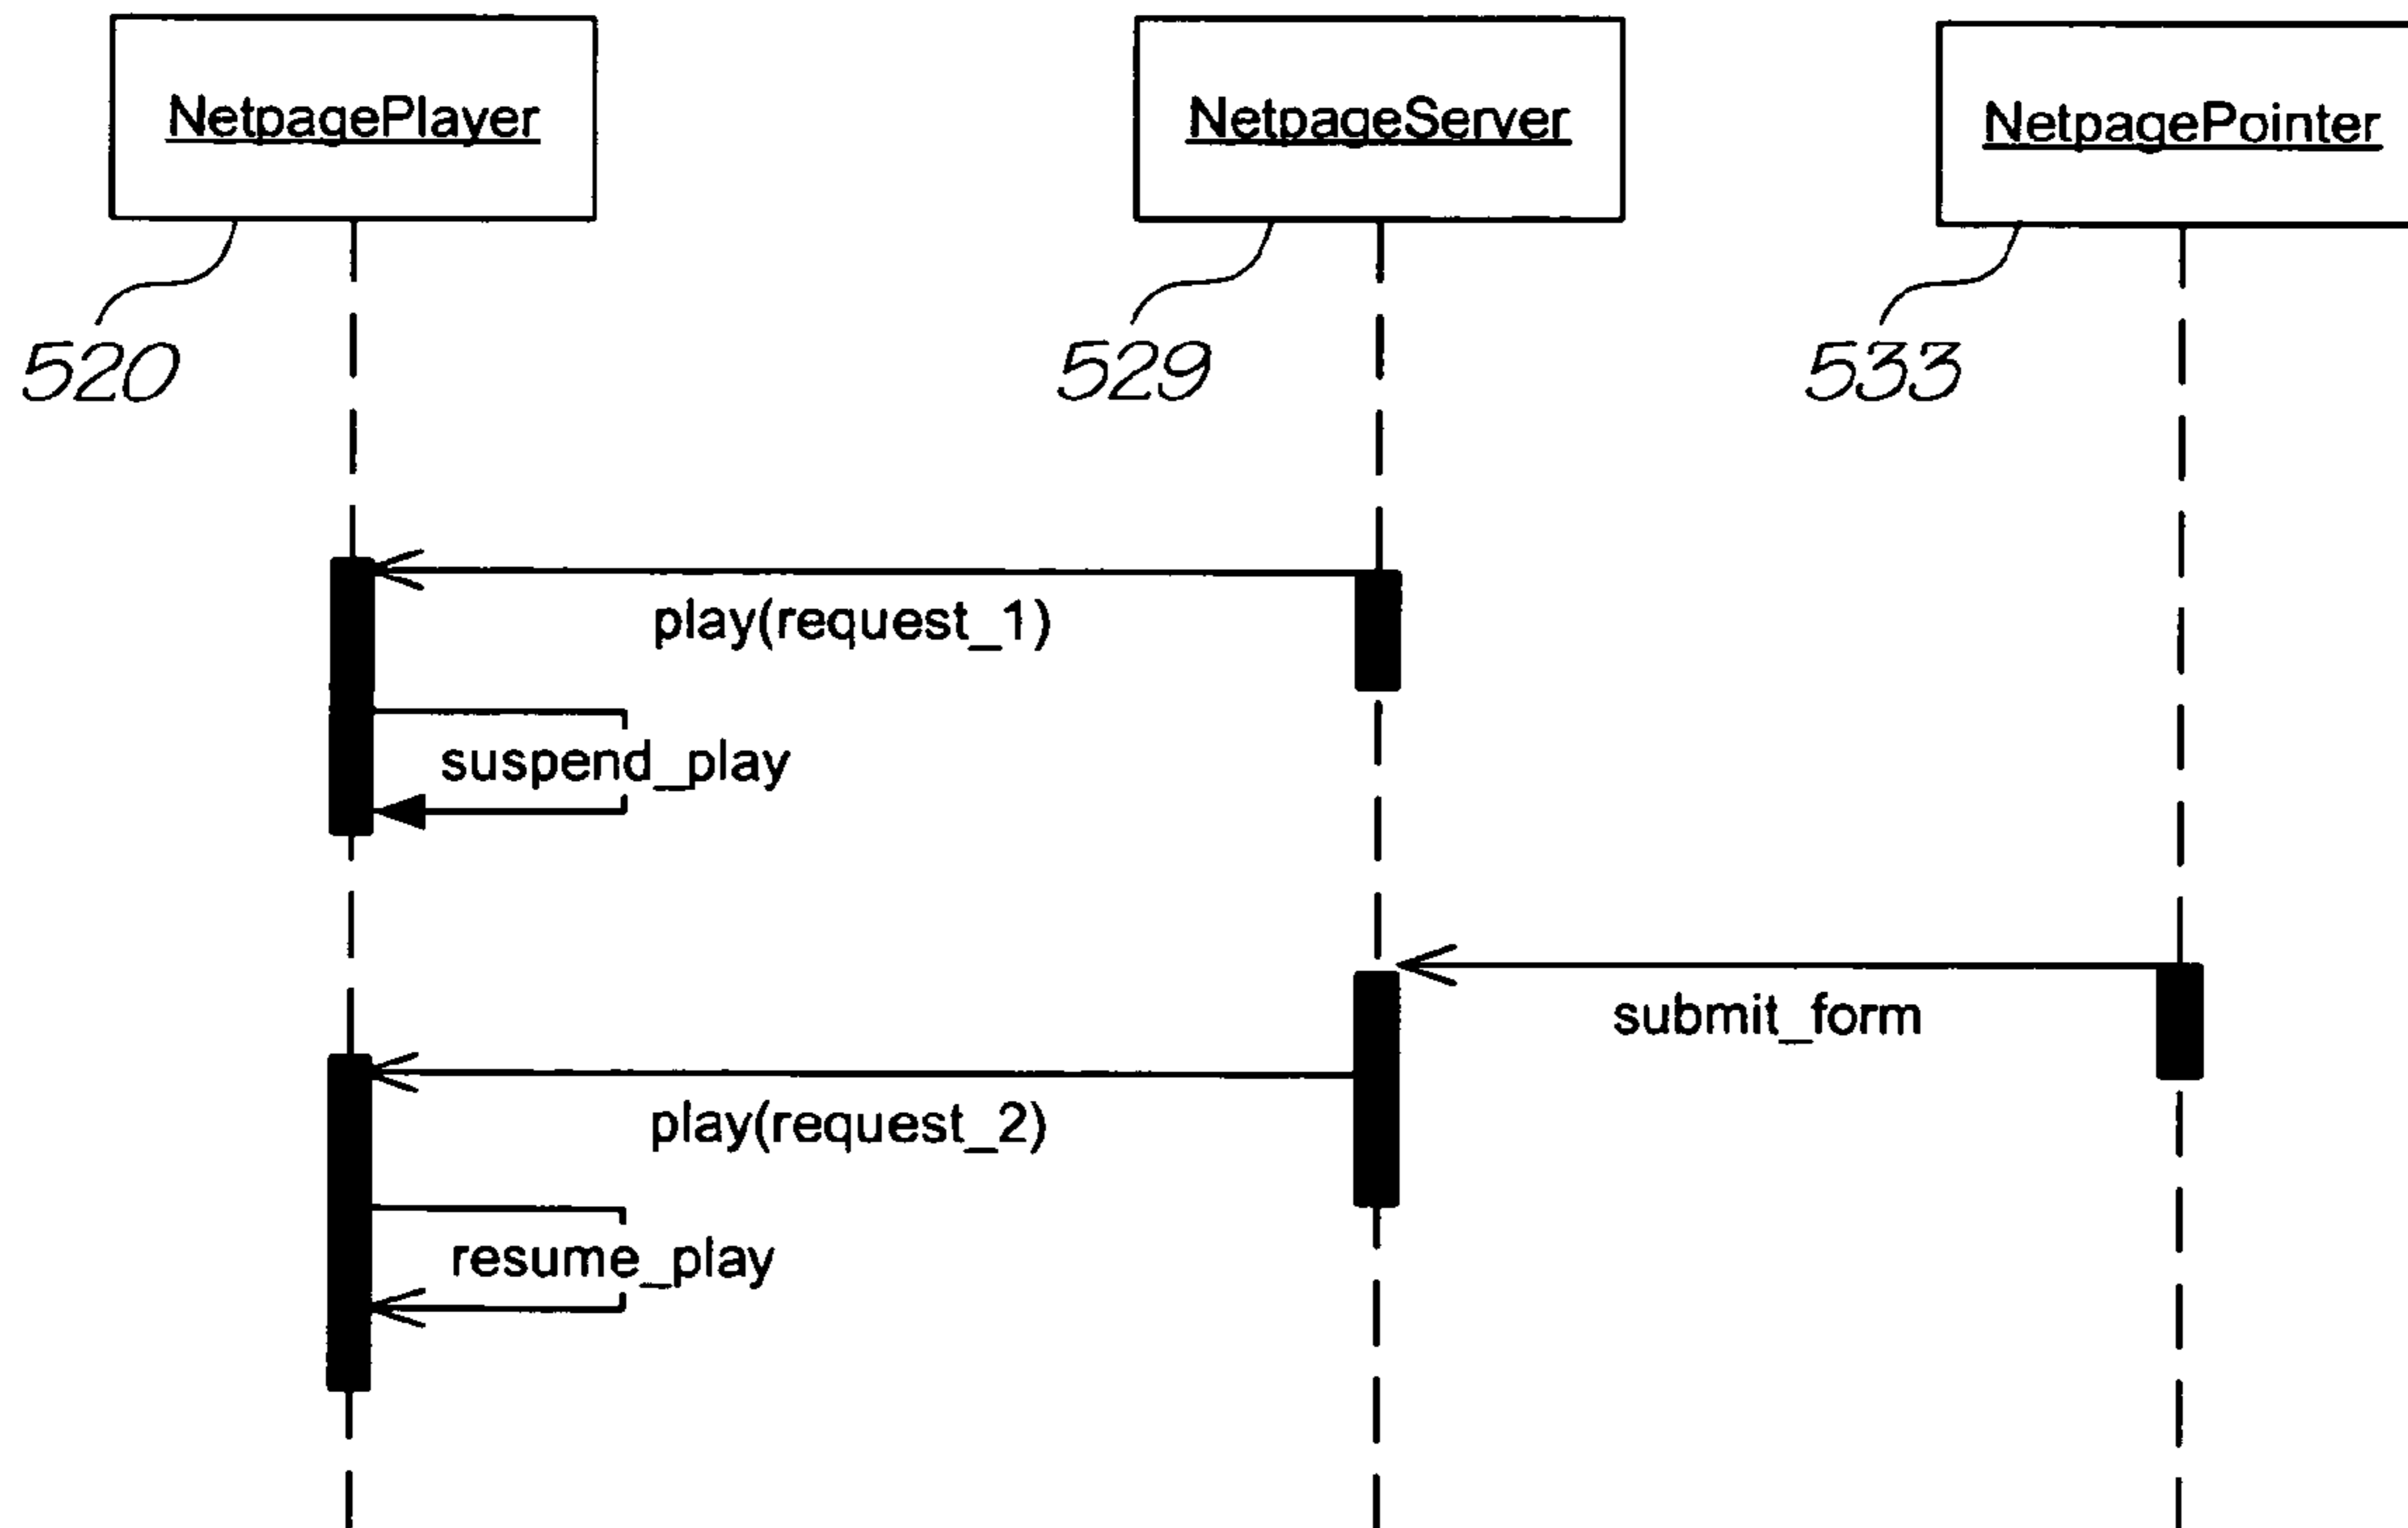 NetpagePlayer
NetpageServer
NetpagePointer
520
529
533
play(request_1)
suspend_play
submit_form
play(request_2)
resume_play